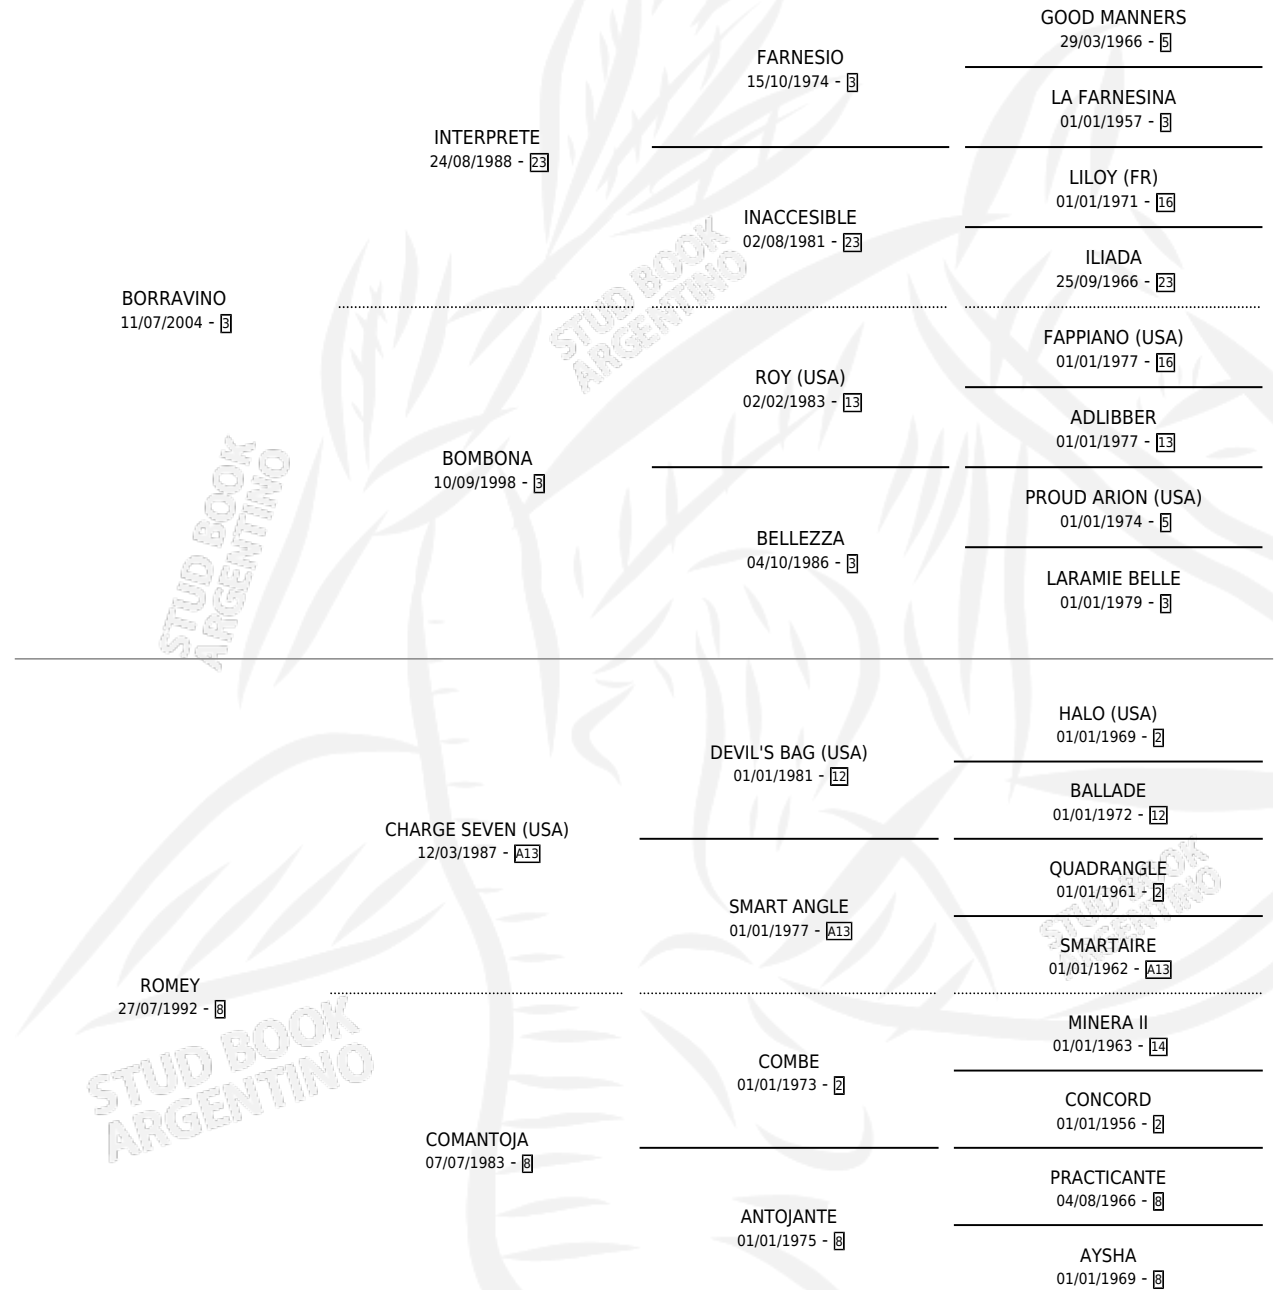 GOOD MANNERS
29/03/1966 - 5
FARNESIO
15/10/1974 - 3
LA FARNESINA
01/01/1957 - 3
INTERPRETE
24/08/1988 - 23
LILOY (FR)
01/01/1971 - 16
INACCESIBLE
02/08/1981 - 23
ILIADA
25/09/1966 - 23
BORRAVINO
11/07/2004 - 3
FAPPIANO (USA)
01/01/1977 - 16
ROY (USA)
02/02/1983 - 13
ADLIBBER
01/01/1977 - 13
BOMBONA
10/09/1998 - 3
PROUD ARION (USA)
01/01/1974 - 5
BELLEZZA
04/10/1986 - 3
LARAMIE BELLE
01/01/1979 - 3
STUD BOOK
ARGENTINO
STUD BOOK
ARGENTINO
HALO (USA)
01/01/1969 - 2
DEVIL'S BAG (USA)
01/01/1981 - 12
BALLADE
01/01/1972 - 12
CHARGE SEVEN (USA)
12/03/1987 - A13
QUADRANGLE
01/01/1961 - 2
SMART ANGLE
01/01/1977 - A13
SMARTAIRE
01/01/1962 - A13
ROMEY
27/07/1992 - 8
MINERA II
01/01/1963 - 14
COMBE
01/01/1973 - 2
CONCORD
01/01/1956 - 2
COMANTOJA
07/07/1983 - 8
PRACTICANTE
04/08/1966 - 8
ANTOJANTE
01/01/1975 - 8
AYSHA
01/01/1969 - 8
STUD BOOK
ARGENTINO
STUD BOOK
ARGENTINO